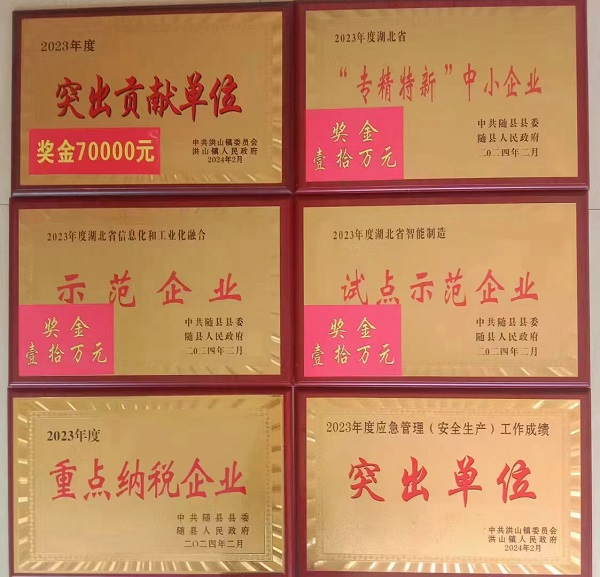 2023年度
突出贡献单位
奖金70000元
中共洪山镇委员会
洪山镇人民政府
2024年2月
2023年度湖北省
“专精特新”中小企业
奖金
壹拾万元
中共随县县委
随县人民政府
二〇二四年二月
2023年度湖北省信息化和工业化融合
示范企业
奖金
壹拾万元
中共随县县委
随县人民政府
二〇二四年二月
2023年度湖北省智能制造
试点示范企业
奖金
壹拾万元
中共随县县委
随县人民政府
二〇二四年二月
2023年度
重点纳税企业
中共随县县委
随县人民政府
二〇二四年二月
2023年度应急管理（安全生产）工作成绩
突出单位
中共洪山镇委员会
洪山镇人民政府
2024年2月